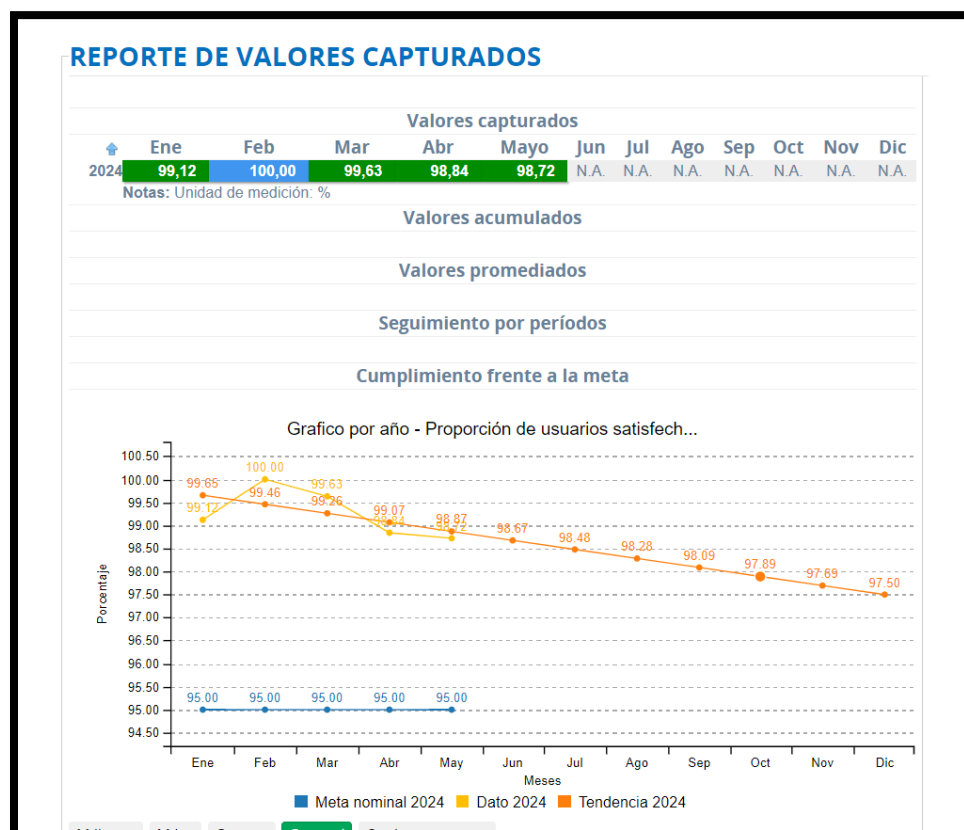 REPORTE DE VALORES CAPTURADOS
Valores capturados
Ene Feb Mar Abr Mayo Jun Jul Ago Sep Oct Nov Dic
2024 99,12 100,00 99,63 98,84 98,72 N.A. N.A. N.A. N.A. N.A. N.A. N.A.
Notas: Unidad de medición: %
Valores acumulados
Valores promediados
Seguimiento por períodos
Cumplimiento frente a la meta
Grafico por año - Proporción de usuarios satisfech...
100.50
100.00
99.50
99.00
98.50
98.00
97.50
97.00
96.50
96.00
95.50
95.00
94.50
Porcentaje
99.12 100.00 99.63
99.65 99.46 99.26 99.07 98.87 98.67 98.48 98.28 98.09 97.89 97.69 97.50
95.00 95.00 95.00 95.00 95.00
Ene Feb Mar Abr May Jun Jul Ago Sep Oct Nov Dic
Meses
Meta nominal 2024 Dato 2024 Tendencia 2024